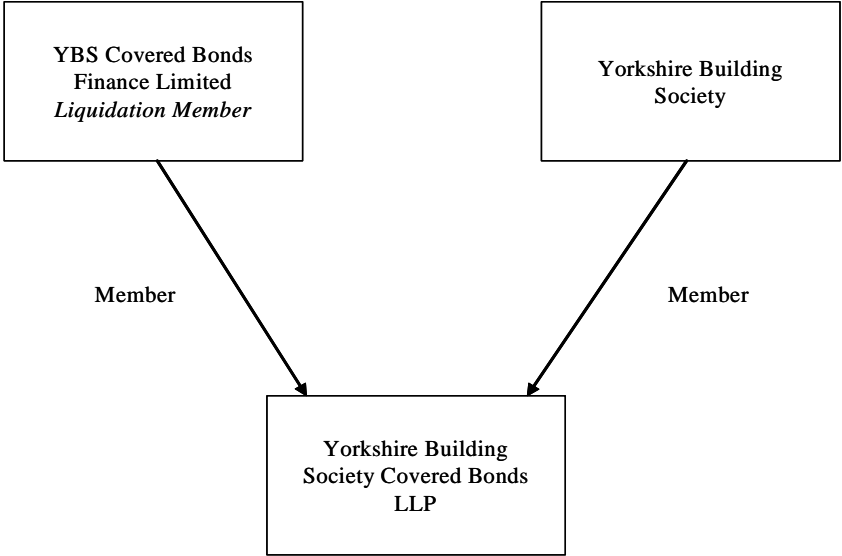 YBS Covered Bonds
Finance Limited
Liquidation Member
Yorkshire Building
Society
Member
Member
Yorkshire Building
Society Covered Bonds
LLP